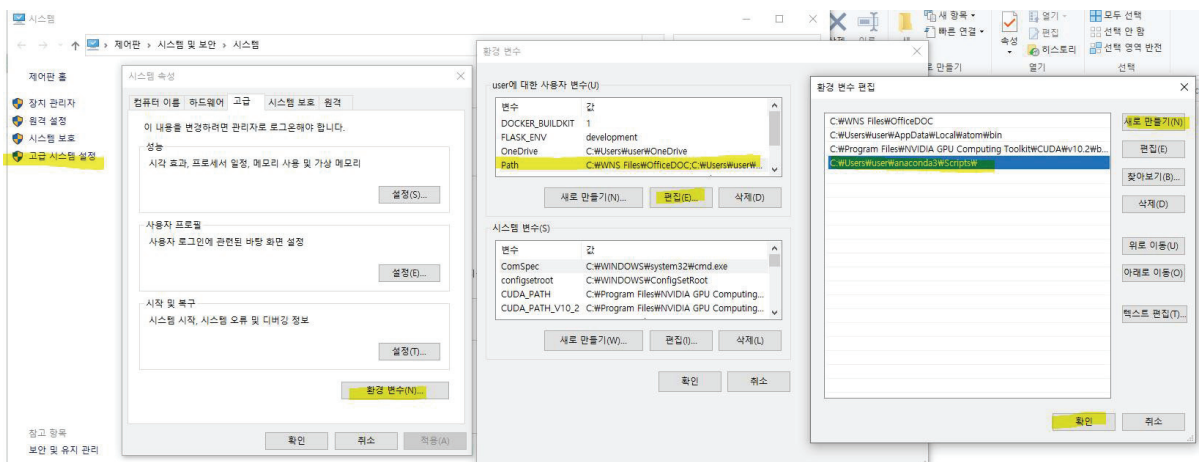 시스템
제어판 › 시스템 및 보안 › 시스템
제어판 홈
장치 관리자
원격 설정
시스템 보호
고급 시스템 설정
참고 항목
보안 및 유지 관리
시스템 속성
컴퓨터 이름 하드웨어 고급 시스템 보호 원격
이 내용을 변경하려면 관리자로 로그온해야 합니다.
성능
시각 효과, 프로세서 일정, 메모리 사용 및 가상 메모리
설정(S)...
사용자 프로필
사용자 로그인에 관련된 바탕 화면 설정
설정(E)...
시작 및 복구
시스템 시작, 시스템 오류 및 디버깅 정보
설정(T)...
환경 변수(N)...
확인 취소 적용(A)
환경 변수
user에 대한 사용자 변수(U)
변수 값
DOCKER_BUILDKIT 1
FLASK_ENV development
OneDrive C:₩Users₩user₩OneDrive
Path C:₩WNS Files₩OfficeDOC;C:₩Users₩user₩...
새로 만들기(N)... 편집(E)... 삭제(D)
시스템 변수(S)
변수 값
ComSpec C:₩WINDOWS₩system32₩cmd.exe
configsetroot C:₩WINDOWS₩ConfigSetRoot
CUDA_PATH C:₩Program Files₩NVIDIA GPU Computing...
CUDA_PATH_V10_2 C:₩Program Files₩NVIDIA GPU Computing...
새로 만들기(W)... 편집(I)... 삭제(L)
확인 취소
새 항목
빠른 연결
속성
열기
편집
히스토리
열기
모두 선택
선택 안 함
선택 영역 반전
선택
환경 변수 편집
C:₩WNS Files₩OfficeDOC
C:₩Users₩user₩AppData₩Local₩atom₩bin
C:₩Program Files₩NVIDIA GPU Computing Toolkit₩CUDA₩v10.2₩b...
C:₩Users₩user₩anaconda3₩Scripts₩
새로 만들기(N)
편집(E)
찾아보기(B)...
삭제(D)
위로 이동(U)
아래로 이동(O)
텍스트 편집(T)...
확인 취소